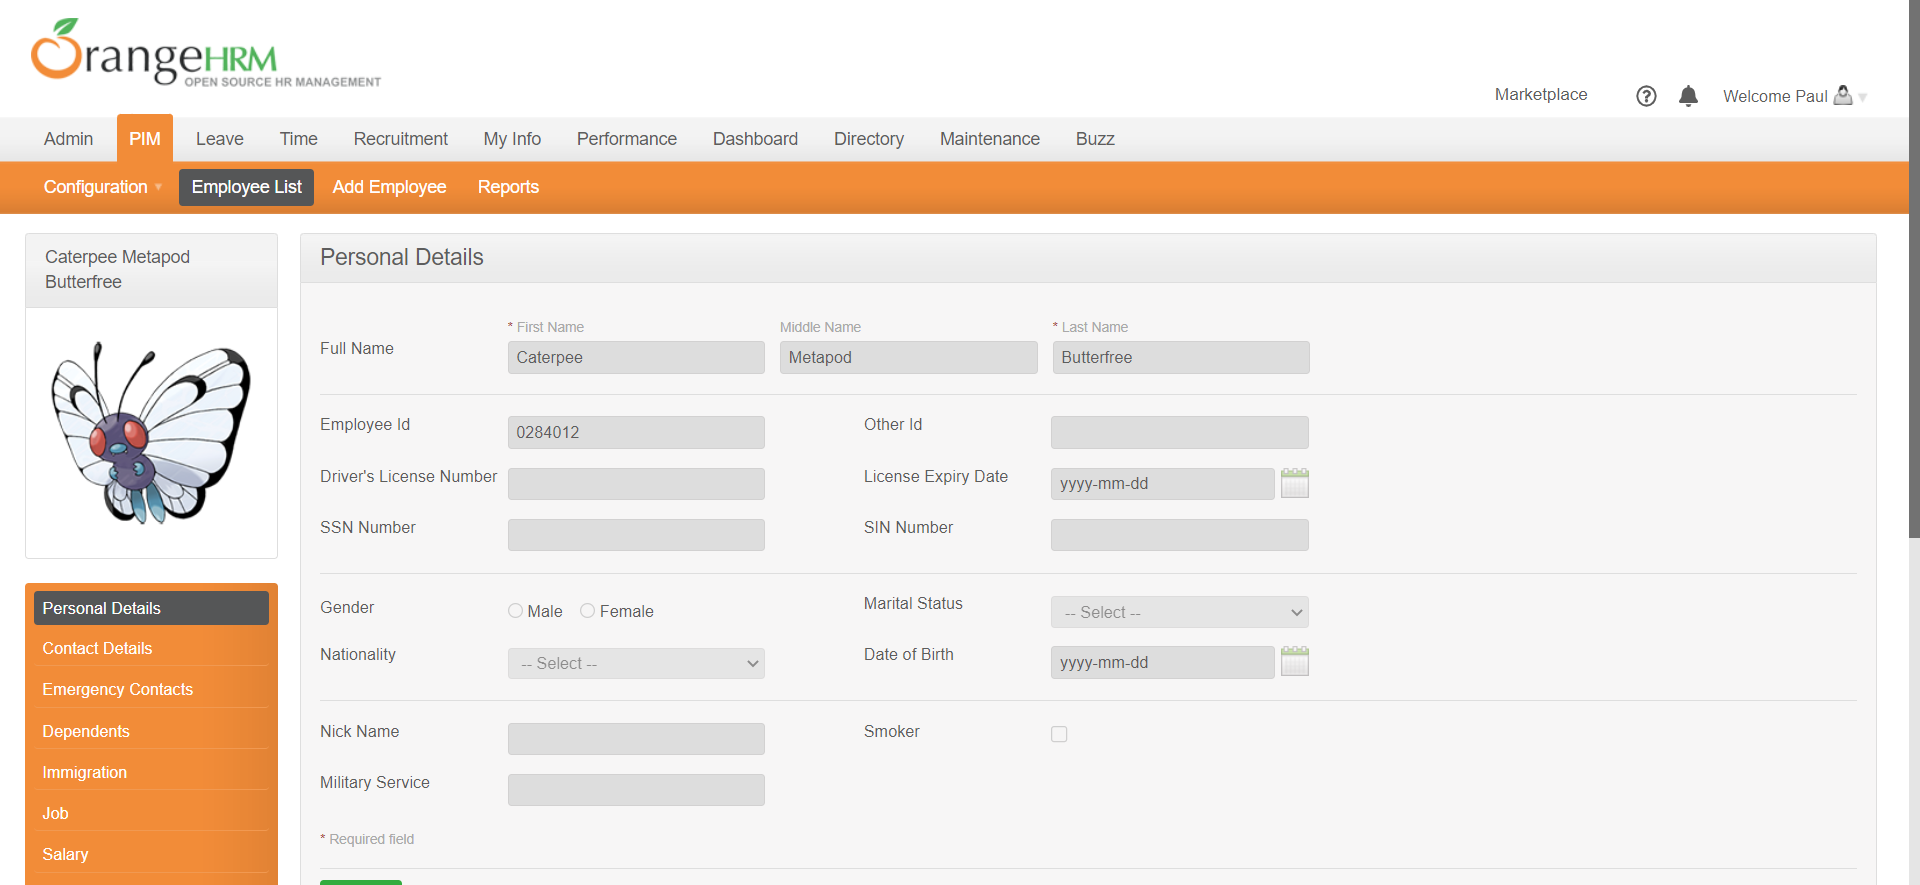 OrangeHRM
OPEN SOURCE HR MANAGEMENT
Marketplace
Welcome Paul
Admin PIM Leave Time Recruitment My Info Performance Dashboard Directory Maintenance Buzz
Configuration Employee List Add Employee Reports
Caterpee Metapod
Butterfree
Personal Details
Contact Details
Emergency Contacts
Dependents
Immigration
Job
Salary
Personal Details
* First Name Middle Name * Last Name
Full Name Caterpee Metapod Butterfree
Employee Id 0284012 Other Id
Driver's License Number License Expiry Date yyyy-mm-dd
SSN Number SIN Number
Gender Male Female Marital Status -- Select --
Nationality -- Select -- Date of Birth yyyy-mm-dd
Nick Name Smoker
Military Service
* Required field